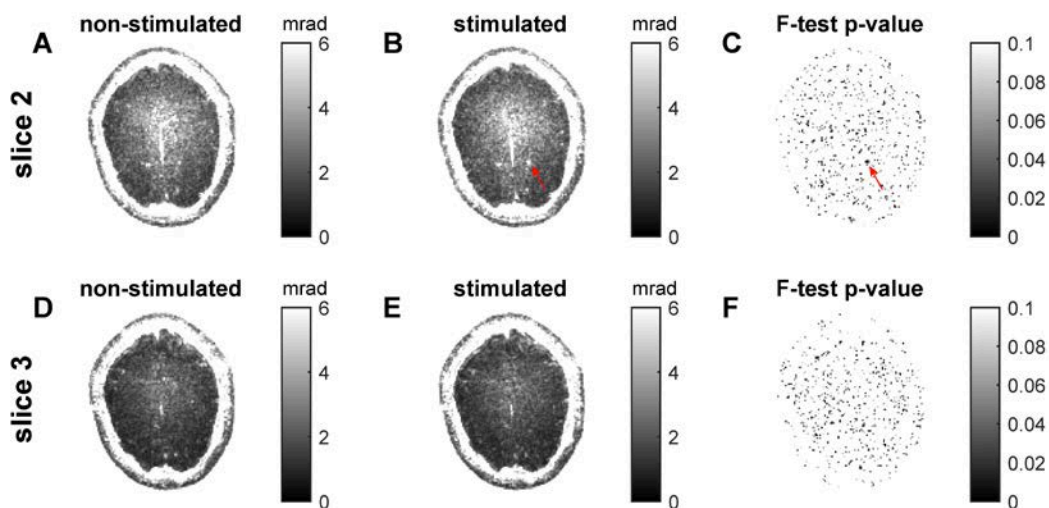 non-stimulated
mrad
stimulated
mrad
F-test p-value
A
B
C
6
6
0.1
0.08
4
4
0.06
slice 2
0.04
2
2
0.02
0
0
0
non-stimulated
mrad
stimulated
mrad
F-test p-value
D
E
F
6
6
0.1
0.08
4
4
0.06
slice 3
0.04
2
2
0.02
0
0
0